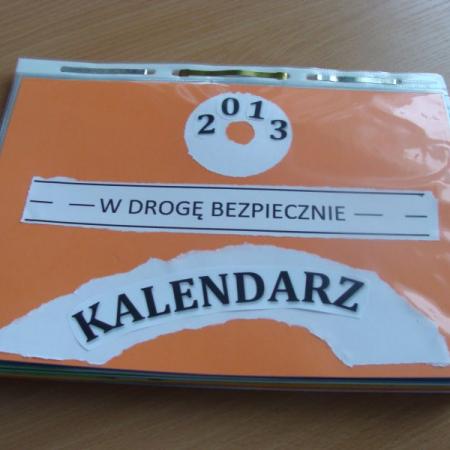 2013
— — W DROGĘ BEZPIECZNIE — —
KALENDARZ